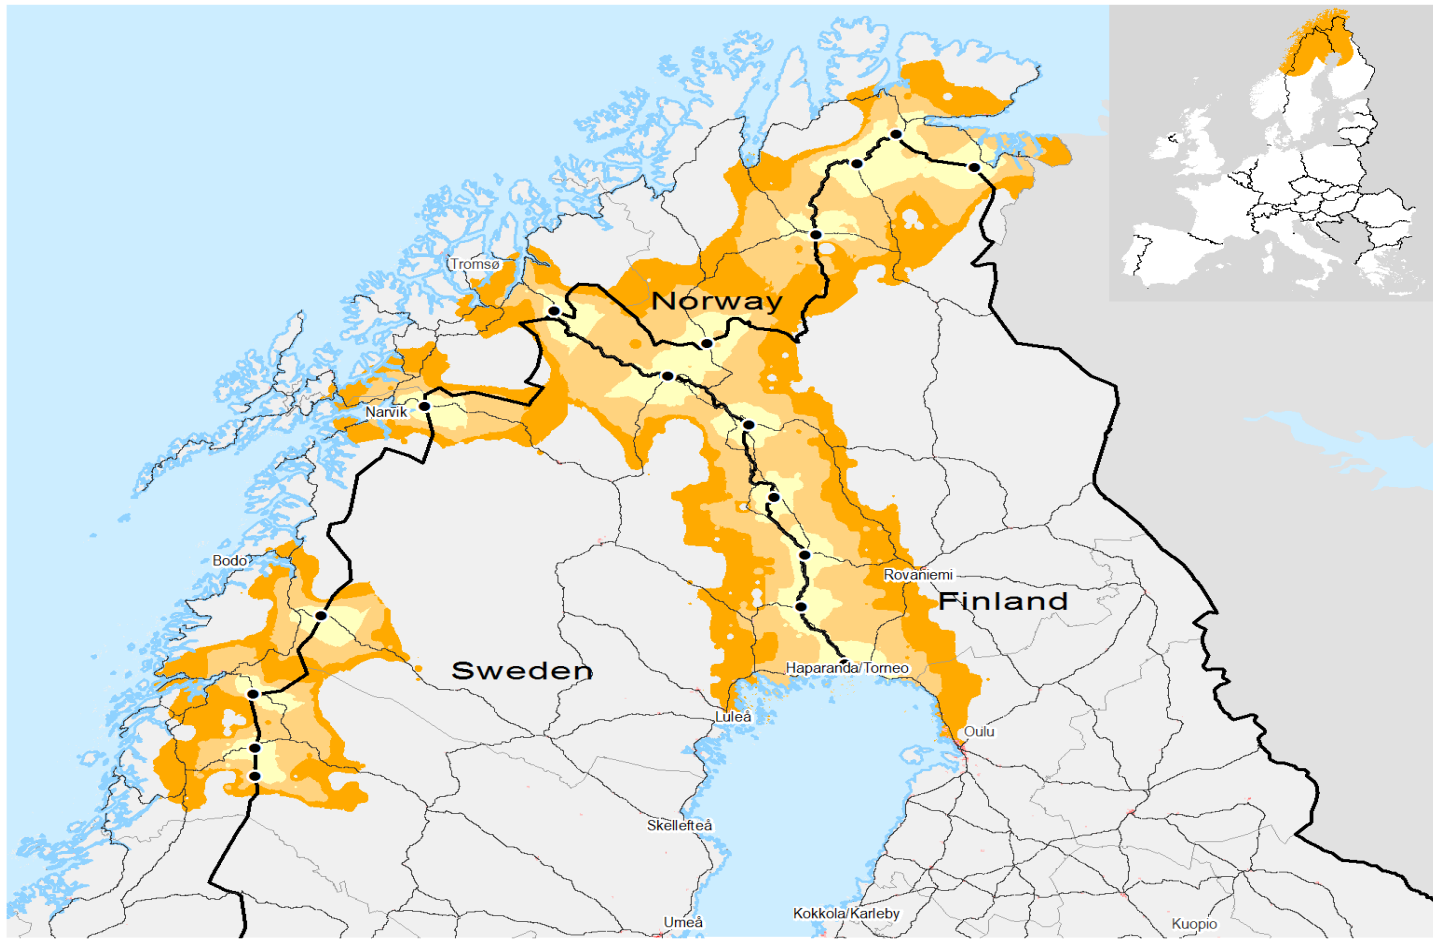 Tromsø
Norway
Narvik
Bodo
Rovaniemi
Finland
Sweden
Haparanda/Torneo
Luleå
Oulu
Skellefteå
Kokkola/Karleby
Umeå
Kuopio